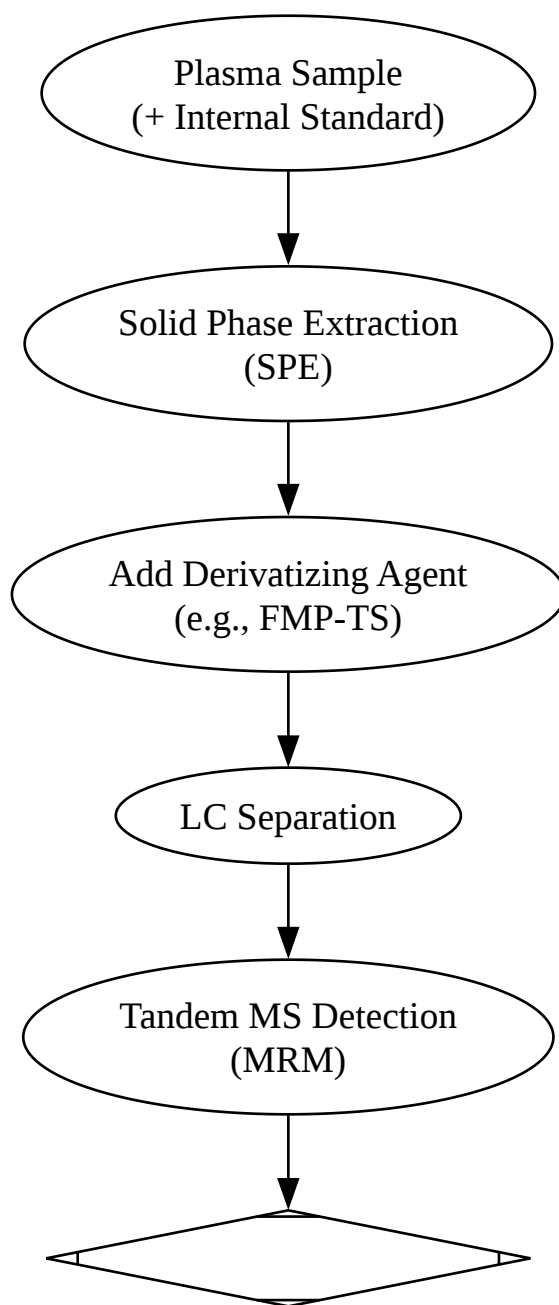 Plasma Sample
(+ Internal Standard)
Solid Phase Extraction
(SPE)
Add Derivatizing Agent
(e.g., FMP-TS)
LC Separation
Tandem MS Detection
(MRM)